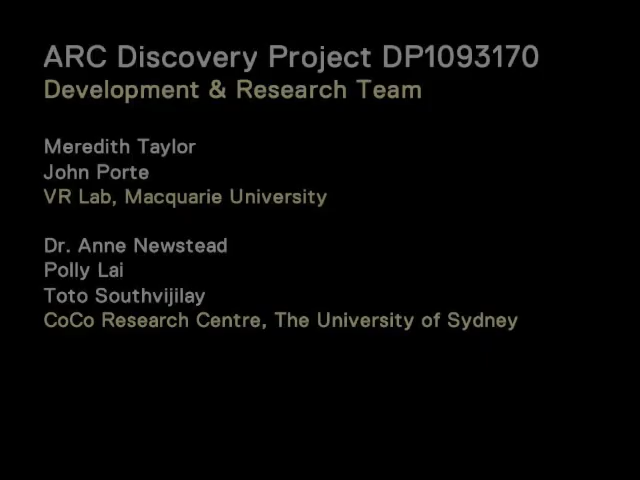 ARC Discovery Project DP1093170
Development & Research Team
Meredith Taylor
John Porte
VR Lab, Macquarie University
Dr. Anne Newstead
Polly Lai
Toto Southvijilay
CoCo Research Centre, The University of Sydney